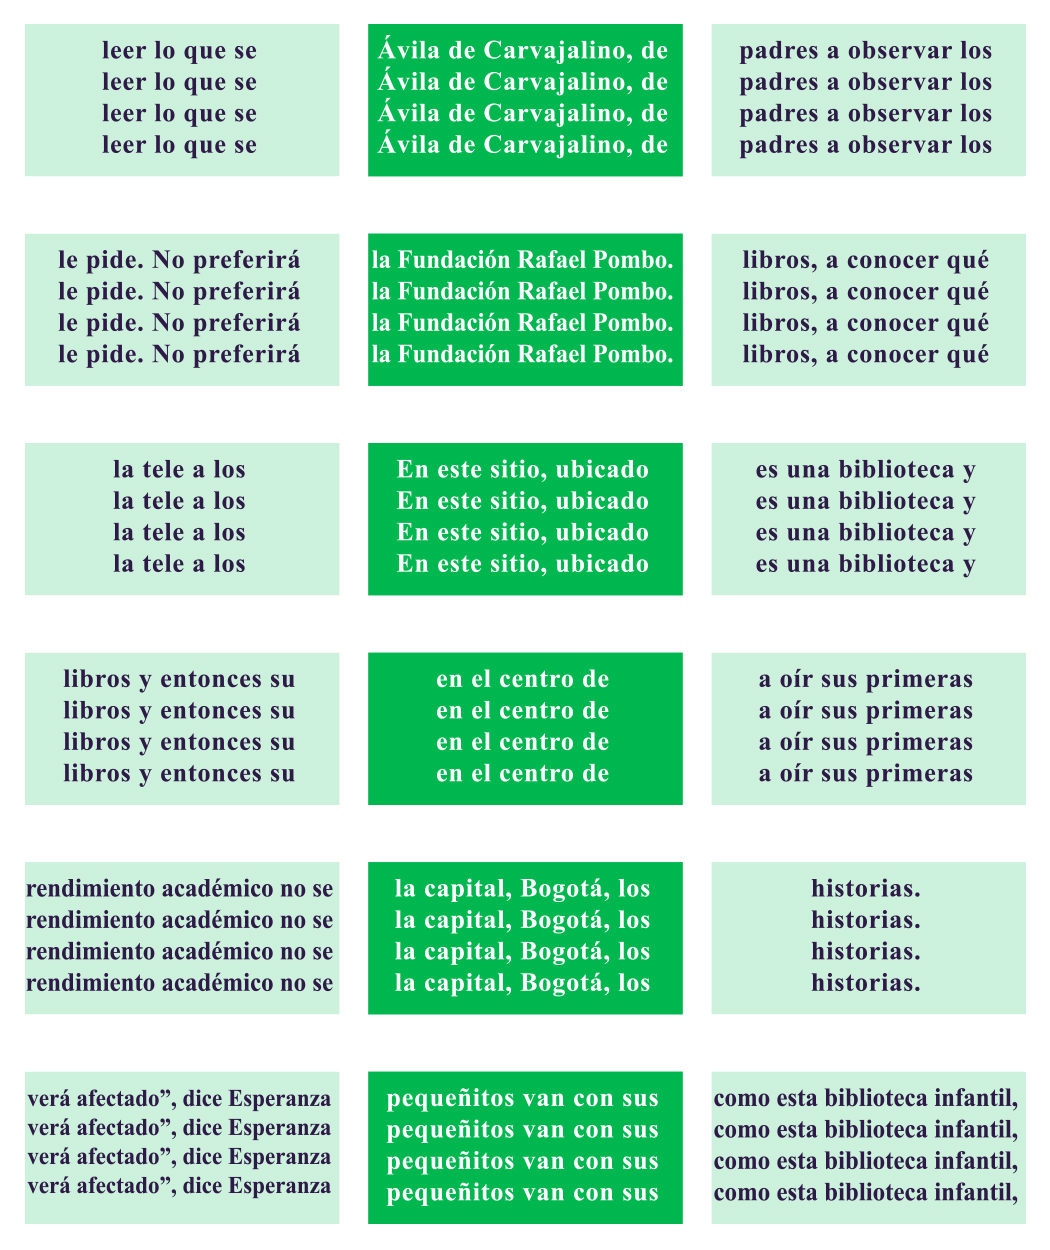 leer lo que se
leer lo que se
leer lo que se
leer lo que se
le pide. No preferirá
le pide. No preferirá
le pide. No preferirá
le pide. No preferirá
la tele a los
la tele a los
la tele a los
la tele a los
libros y entonces su
libros y entonces su
libros y entonces su
libros y entonces su
rendimiento académico no se
rendimiento académico no se
rendimiento académico no se
rendimiento académico no se
verá afectado”, dice Esperanza
verá afectado”, dice Esperanza
verá afectado”, dice Esperanza
verá afectado”, dice Esperanza
Ávila de Carvajalino, de
Ávila de Carvajalino, de
Ávila de Carvajalino, de
Ávila de Carvajalino, de
la Fundación Rafael Pombo.
la Fundación Rafael Pombo.
la Fundación Rafael Pombo.
la Fundación Rafael Pombo.
En este sitio, ubicado
En este sitio, ubicado
En este sitio, ubicado
En este sitio, ubicado
en el centro de
en el centro de
en el centro de
en el centro de
la capital, Bogotá, los
la capital, Bogotá, los
la capital, Bogotá, los
la capital, Bogotá, los
pequeñitos van con sus
pequeñitos van con sus
pequeñitos van con sus
pequeñitos van con sus
padres a observar los
padres a observar los
padres a observar los
padres a observar los
libros, a conocer qué
libros, a conocer qué
libros, a conocer qué
libros, a conocer qué
es una biblioteca y
es una biblioteca y
es una biblioteca y
es una biblioteca y
a oír sus primeras
a oír sus primeras
a oír sus primeras
a oír sus primeras
historias.
historias.
historias.
historias.
como esta biblioteca infantil,
como esta biblioteca infantil,
como esta biblioteca infantil,
como esta biblioteca infantil,